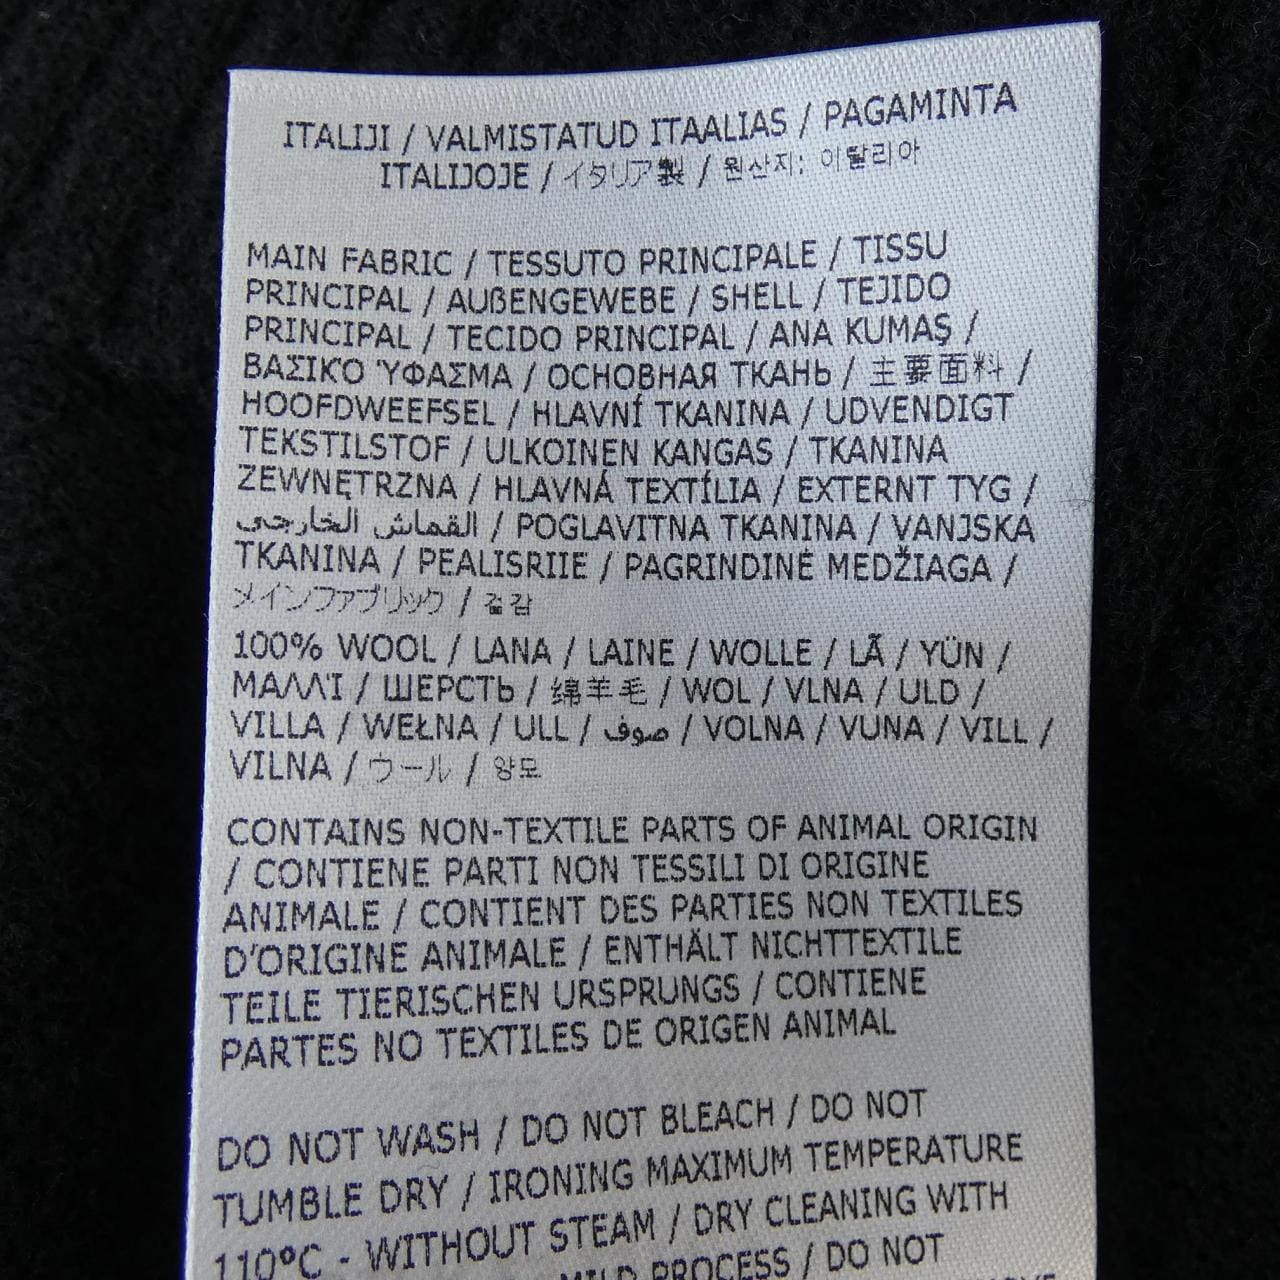 ITALIJI / VALMISTATUD ITAALIAS / PAGAMINTA
ITALIJOJE / イタリア製 / 원산지: 이탈리아
MAIN FABRIC / TESSUTO PRINCIPALE / TISSU
PRINCIPAL / AUßENGEWEBE / SHELL / TEJIDO
PRINCIPAL / TECIDO PRINCIPAL / ANA KUMAŞ /
ΒΑΣΙΚΌ ΎΦΑΣΜΑ / ОСНОВНАЯ ТКАНЬ / 主要面料 /
HOOFDWEEFSEL / HLAVNÍ TKANINA / UDVENDIGT
TEKSTILSTOF / ULKOINEN KANGAS / TKANINA
ZEWNĘTRZNA / HLAVNÁ TEXTÍLIA / EXTERNT TYG /
القماش الخارجي / POGLAVITNA TKANINA / VANJSKA
TKANINA / PEALISRIIE / PAGRINDINĖ MEDŽIAGA /
メインファブリック / 겉감
100% WOOL / LANA / LAINE / WOLLE / LÃ / YÜN /
ΜΑΛΛΊ / ШЕРСТЬ / 绵羊毛 / WOL / VLNA / ULD /
VILLA / WEŁNA / ULL / صوف / VOLNA / VUNA / VILL /
VILNA / ウール / 양모
CONTAINS NON-TEXTILE PARTS OF ANIMAL ORIGIN
/ CONTIENE PARTI NON TESSILI DI ORIGINE
ANIMALE / CONTIENT DES PARTIES NON TEXTILES
D'ORIGINE ANIMALE / ENTHÄLT NICHTTEXTILE
TEILE TIERISCHEN URSPRUNGS / CONTIENE
PARTES NO TEXTILES DE ORIGEN ANIMAL
DO NOT WASH / DO NOT BLEACH / DO NOT
TUMBLE DRY / IRONING MAXIMUM TEMPERATURE
110°C - WITHOUT STEAM / DRY CLEANING WITH
MILD PROCESS / DO NOT